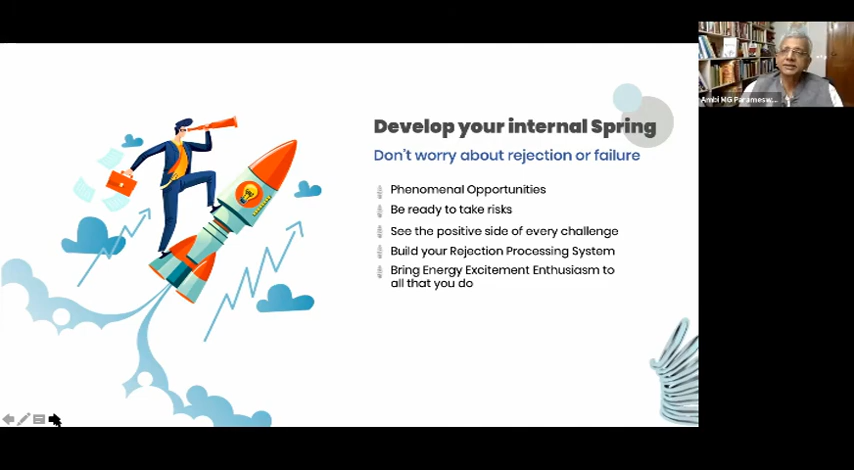 Develop your internal Spring
Don't worry about rejection or failure
Phenomenal Opportunities
Be ready to take risks
See the positive side of every challenge
Build your Rejection Processing System
Bring Energy Excitement Enthusiasm to
all that you do
Ambi MG Paramesw...